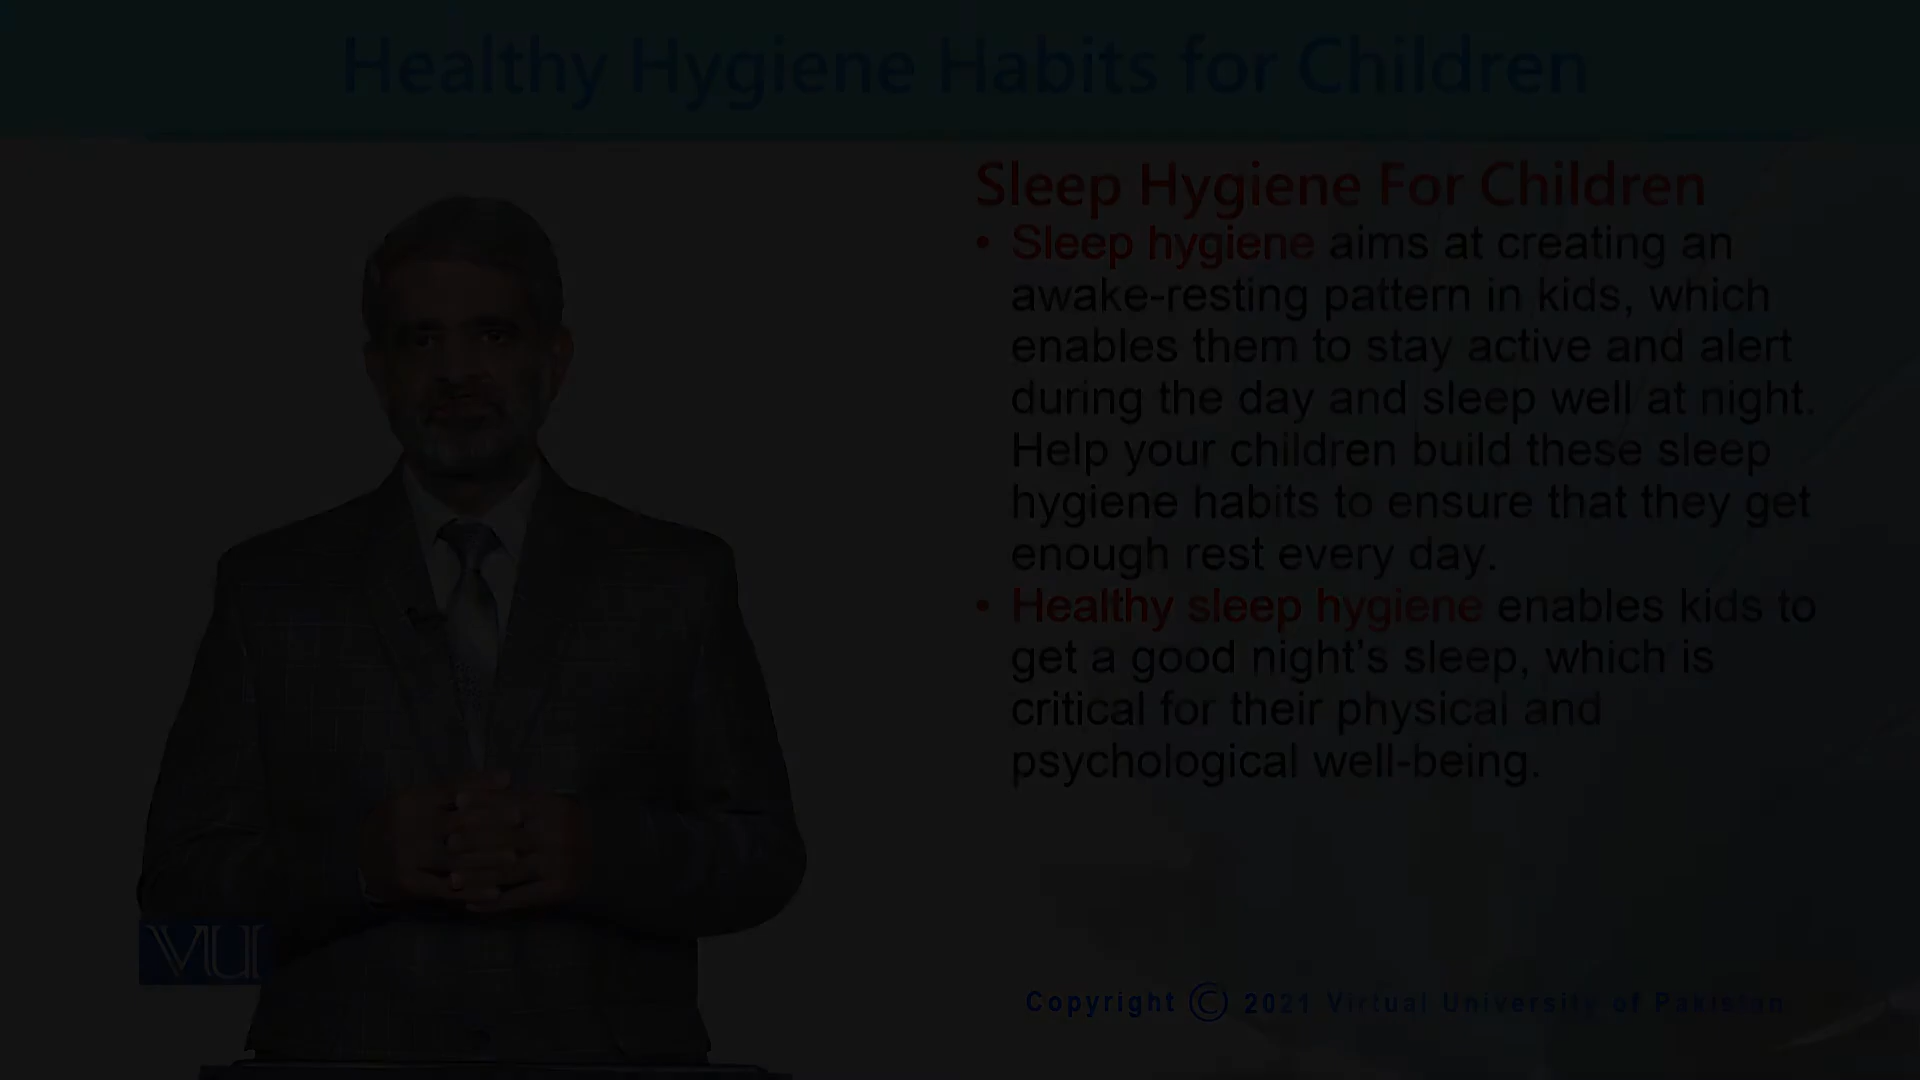 Healthy Hygiene Habits for Children
Sleep Hygiene For Children
• Sleep hygiene aims at creating an
awake-resting pattern in kids, which
enables them to stay active and alert
during the day and sleep well at night.
Help your children build these sleep
hygiene habits to ensure that they get
enough rest every day.
• Healthy sleep hygiene enables kids to
get a good night's sleep, which is
critical for their physical and
psychological well-being.
VU
Copyright © 2021 Virtual University of Pakistan